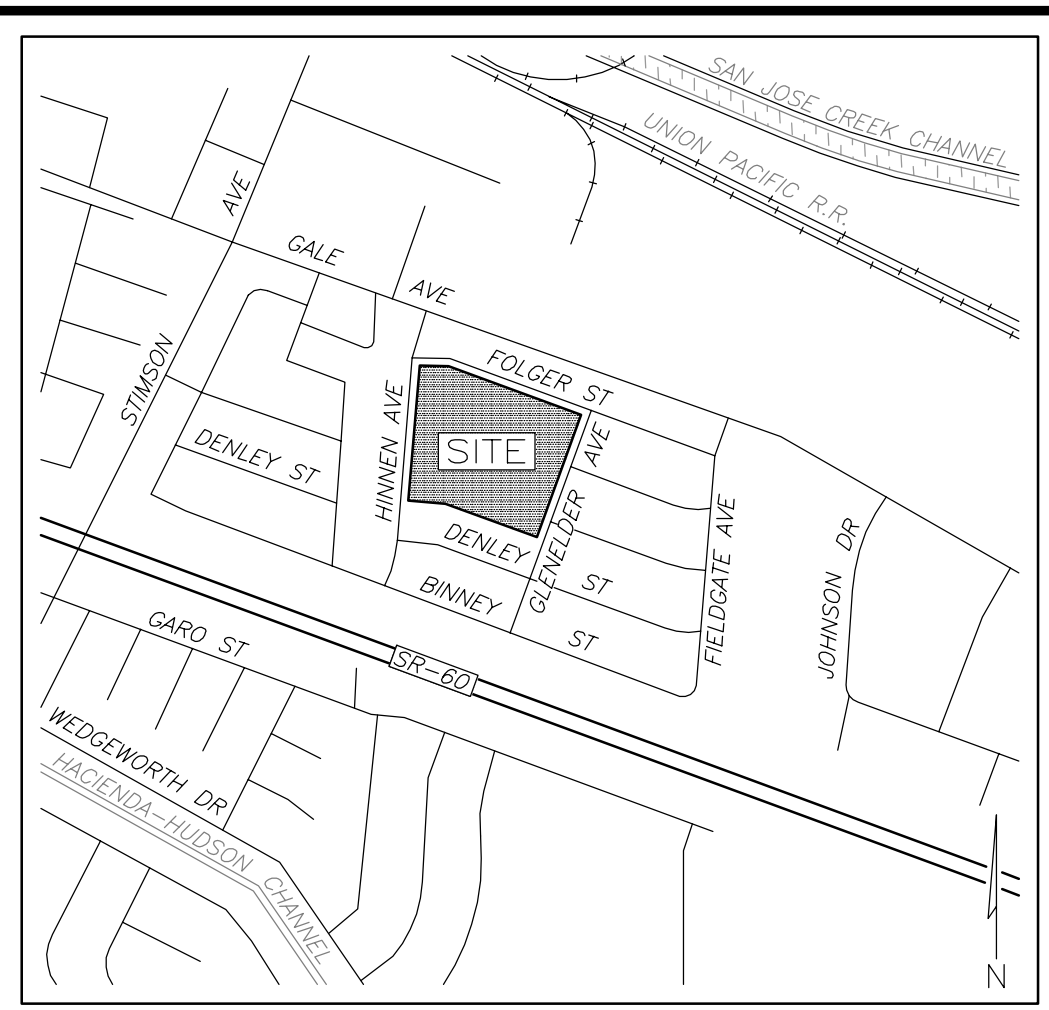 SAN JOSE CREEK CHANNEL
UNION PACIFIC R.R.
AVE
GALE
AVE
STIMSON
FOLGER ST
HINNEN AVE
SITE
AVE
DENLEY ST
GLENELDER
FIELDGATE AVE
JOHNSON DR
DENLEY
ST
BINNEY
ST
GARO ST
SR-60
WEDGEWORTH DR
HACIENDA-HUDSON CHANNEL
N